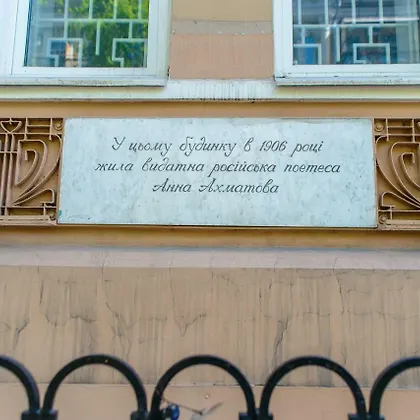 У цьому будинку в 1906 році
жила видатна російська поетеса
Анна Ахматова